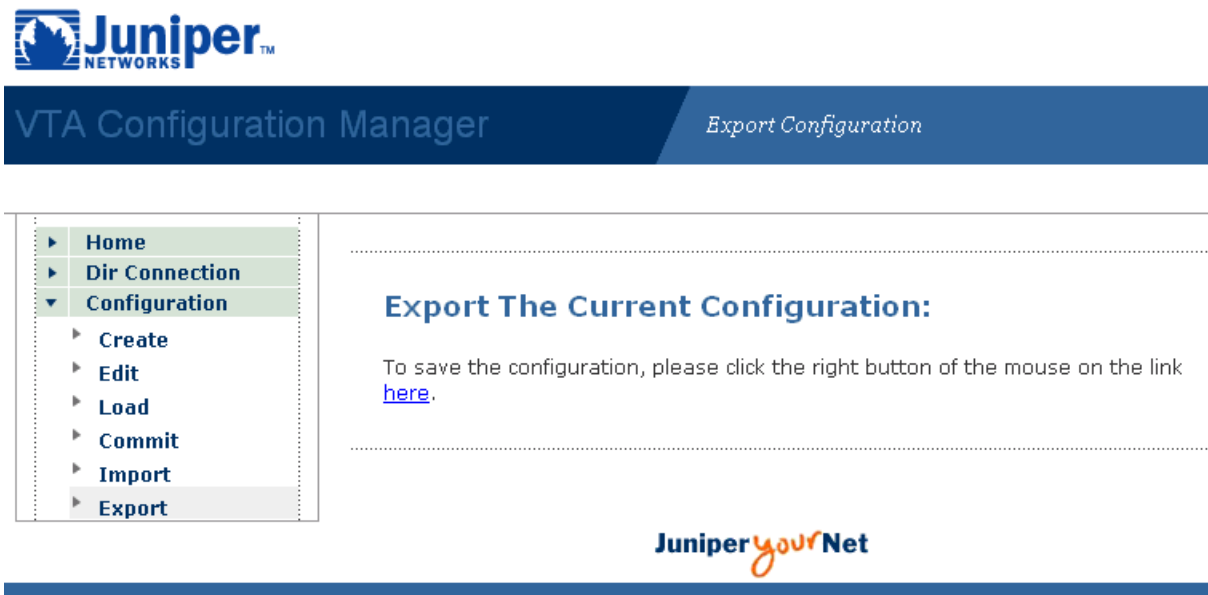 Juniper™
NETWORKS
VTA Configuration Manager
Export Configuration
Home
Dir Connection
Configuration
Create
Edit
Load
Commit
Import
Export
Export The Current Configuration:
To save the configuration, please click the right button of the mouse on the link
here.
Juniper your Net